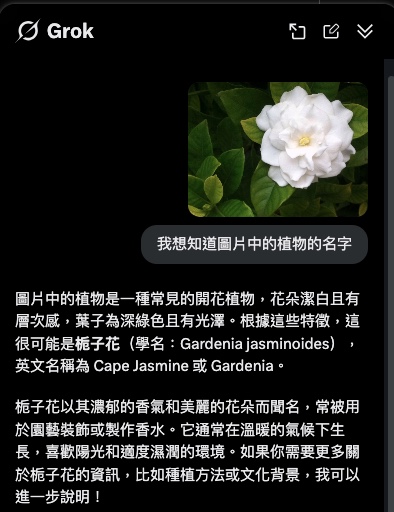 Grok
我想知道圖片中的植物的名字
圖片中的植物是一種常見的開花植物，花朵潔白且有
層次感，葉子為深綠色且有光澤。根據這些特徵，這
很可能是梔子花（學名：Gardenia jasminoides），
英文名稱為 Cape Jasmine 或 Gardenia。
梔子花以其濃郁的香氣和美麗的花朵而聞名，常被用
於園藝裝飾或製作香水。它通常在溫暖的氣候下生
長，喜歡陽光和適度濕潤的環境。如果你需要更多關
於梔子花的資訊，比如種植方法或文化背景，我可以
進一步說明！